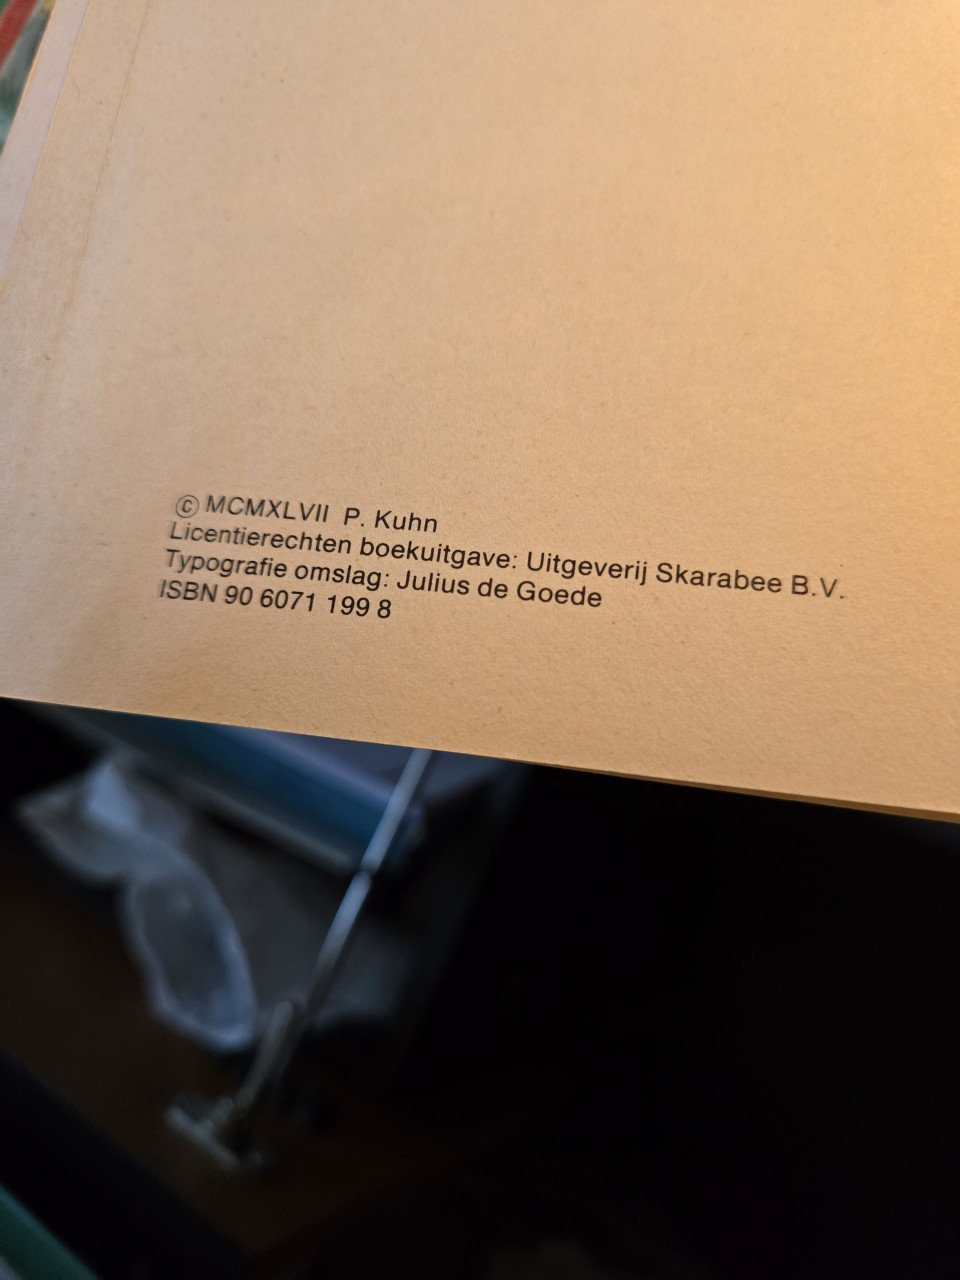 © MCMXLVII P. Kuhn
Licentierechten boekuitgave: Uitgeverij Skarabee B.V.
Typografie omslag: Julius de Goede
ISBN 90 6071 199 8